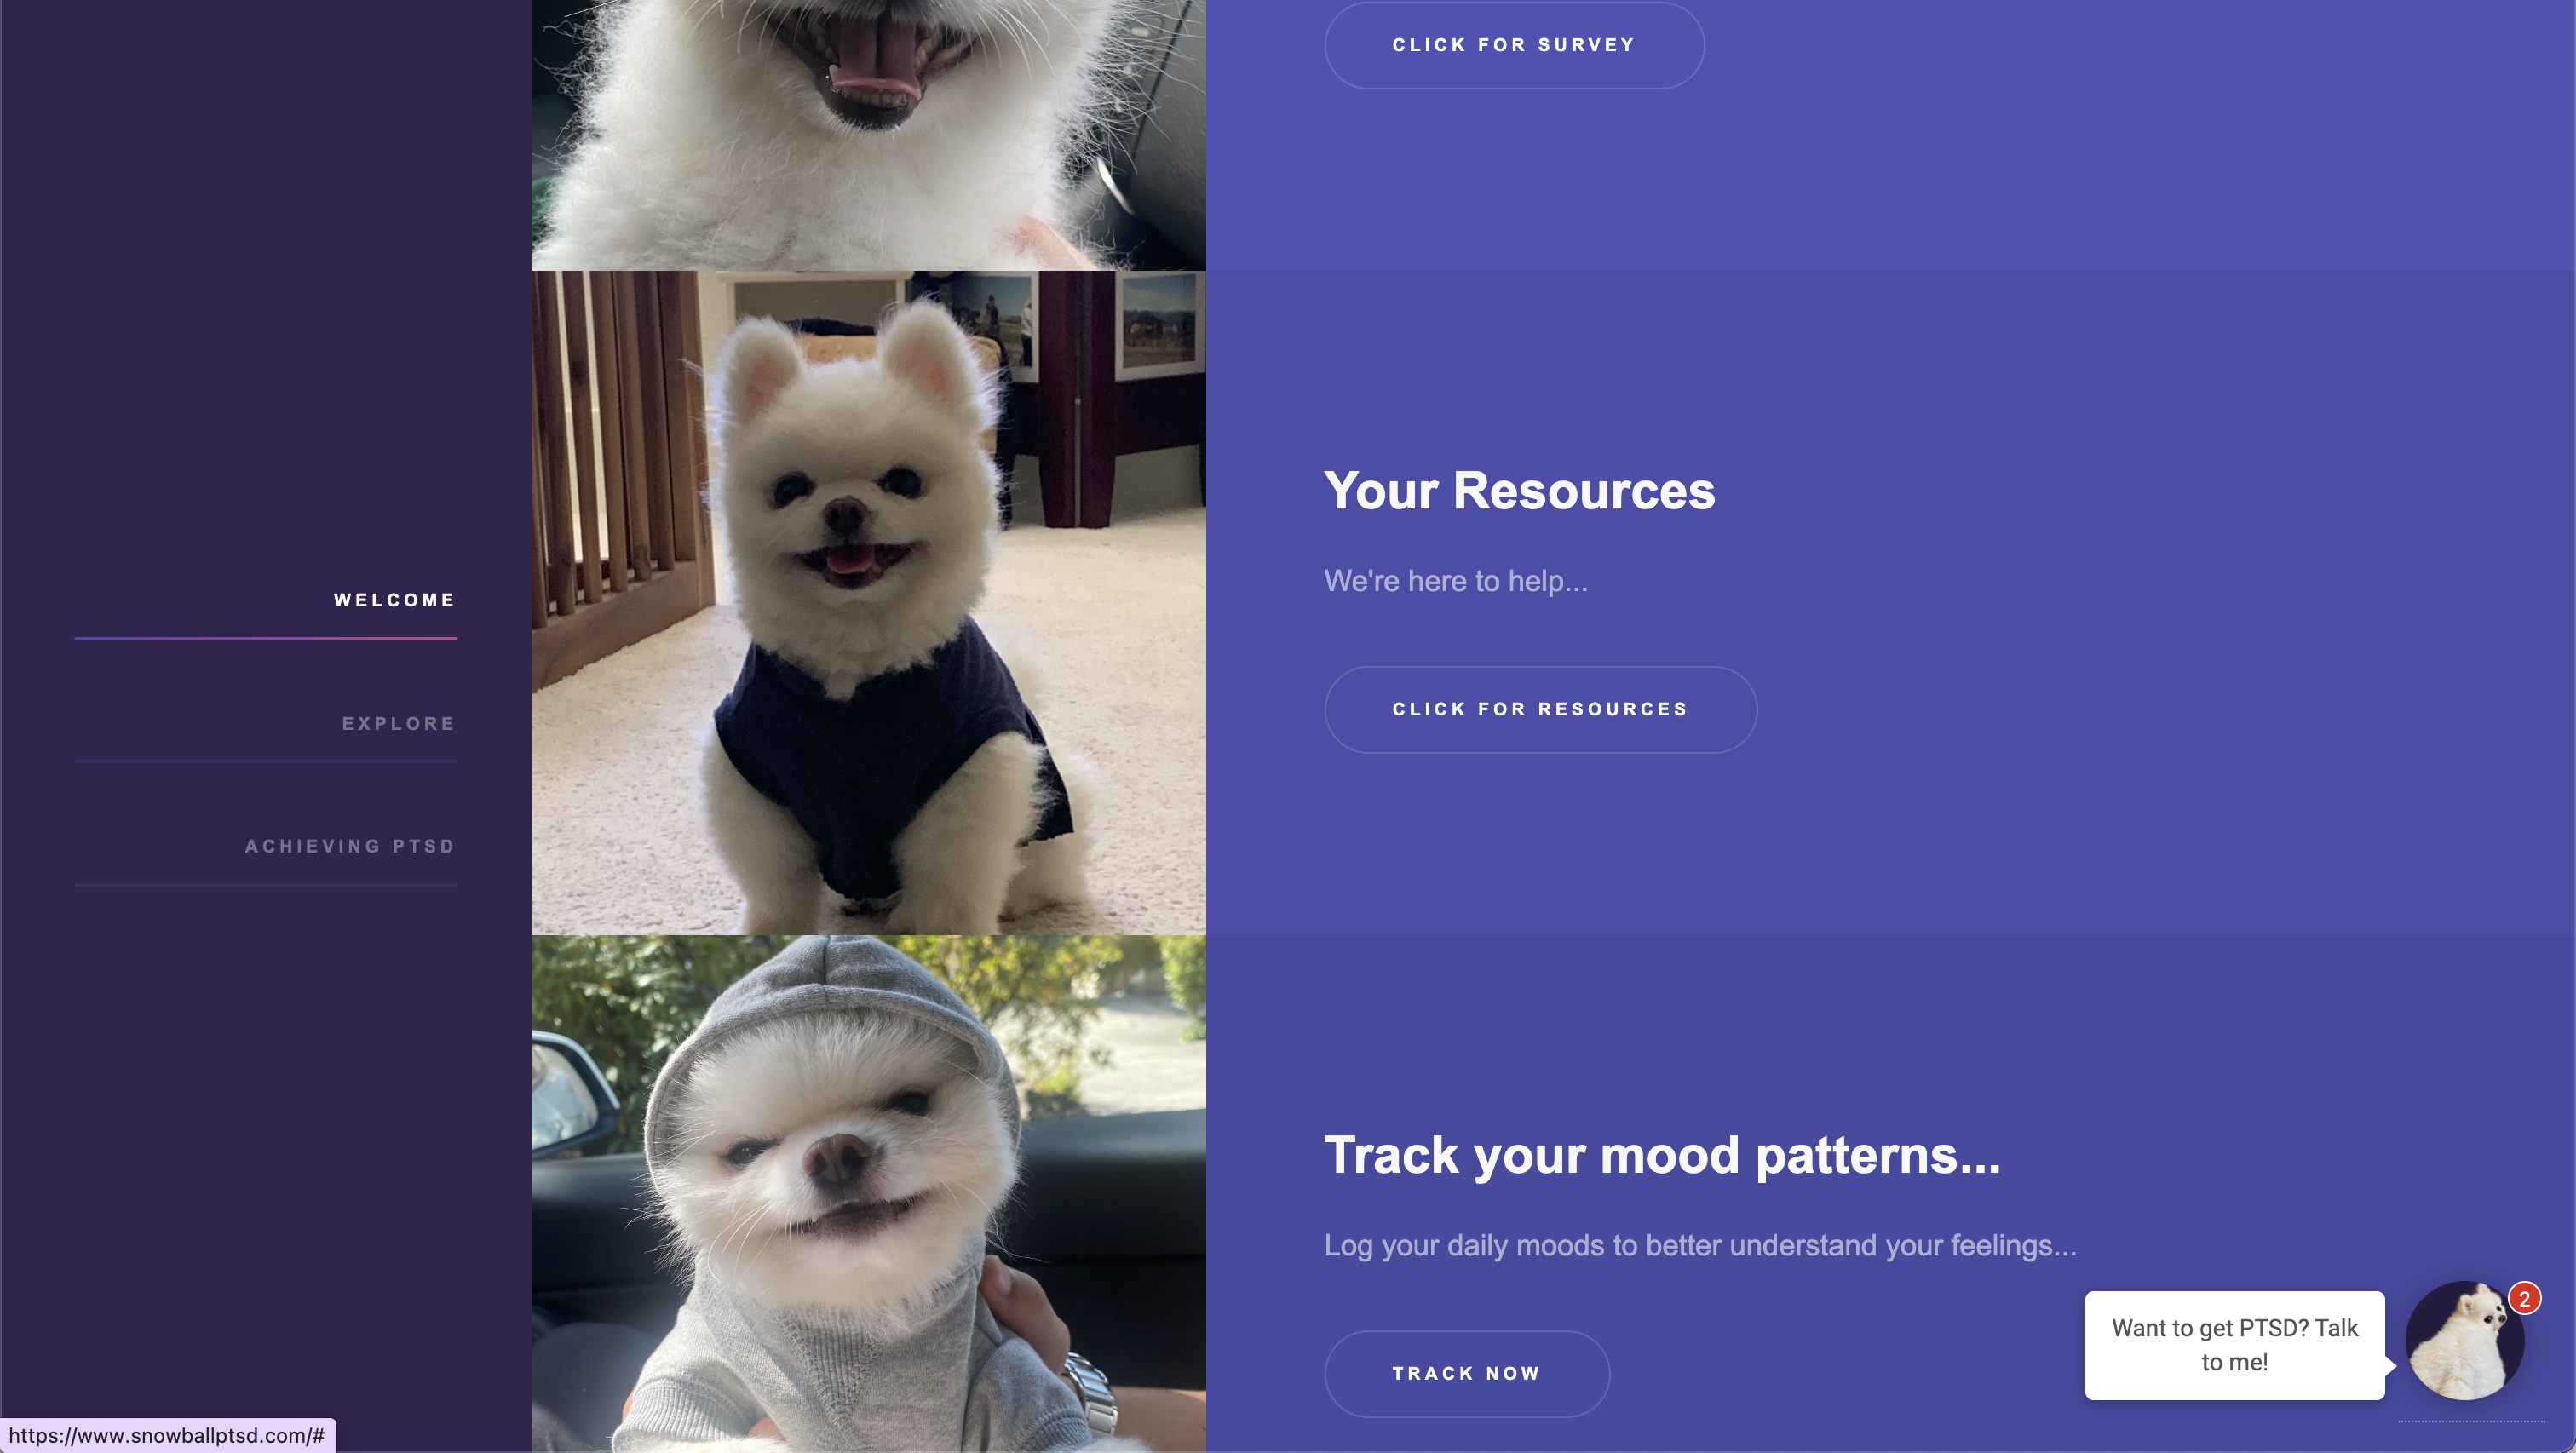 CLICK FOR SURVEY
WELCOME
EXPLORE
ACHIEVING PTSD
Your Resources
We're here to help...
CLICK FOR RESOURCES
Track your mood patterns...
Log your daily moods to better understand your feelings...
TRACK NOW
Want to get PTSD? Talk
to me!
2
https://www.snowballptsd.com/#